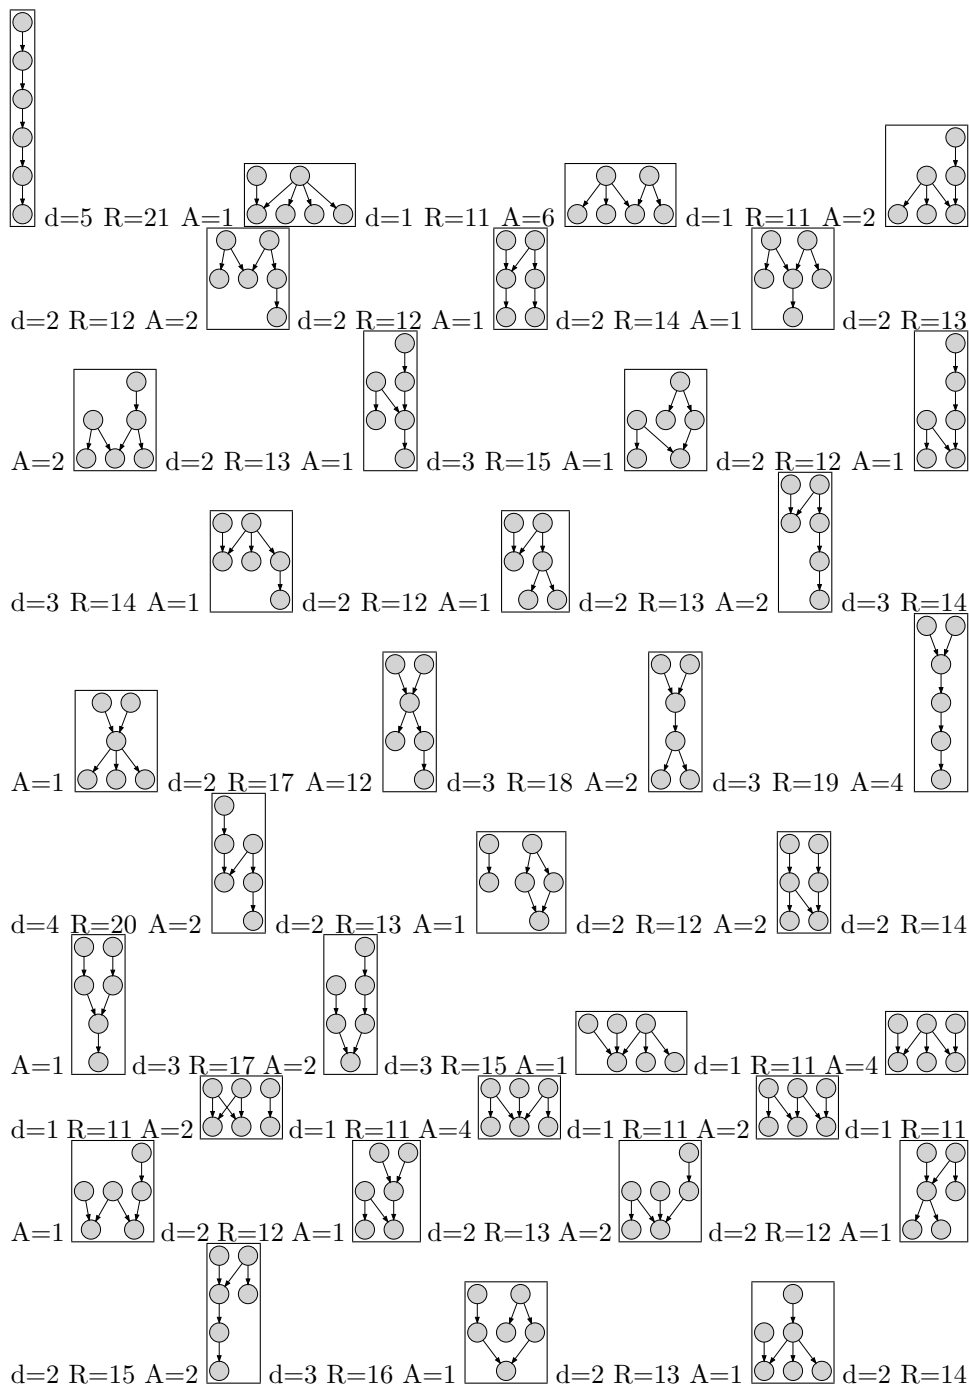 d=5 R=21 A=1 d=1 R=11 A=6 d=1 R=11 A=2
d=2 R=12 A=2 d=2 R=12 A=1 d=2 R=14 A=1 d=2 R=13
A=2 d=2 R=13 A=1 d=3 R=15 A=1 d=2 R=12 A=1
d=3 R=14 A=1 d=2 R=12 A=1 d=2 R=13 A=2 d=3 R=14
A=1 d=2 R=17 A=12 d=3 R=18 A=2 d=3 R=19 A=4
d=4 R=20 A=2 d=2 R=13 A=1 d=2 R=12 A=2 d=2 R=14
A=1 d=3 R=17 A=2 d=3 R=15 A=1 d=1 R=11 A=4
d=1 R=11 A=2 d=1 R=11 A=4 d=1 R=11 A=2 d=1 R=11
A=1 d=2 R=12 A=1 d=2 R=13 A=2 d=2 R=12 A=1
d=2 R=15 A=2 d=3 R=16 A=1 d=2 R=13 A=1 d=2 R=14